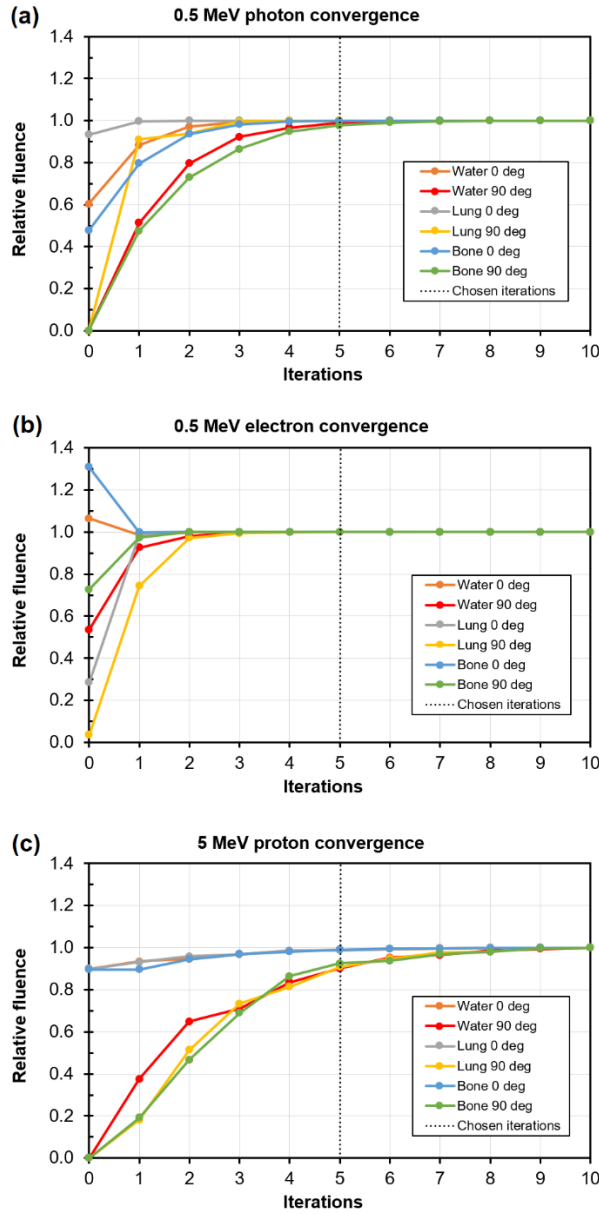 (a)
0.5 MeV photon convergence
1.4
1.2
1.0
0.8
0.6
0.4
0.2
0.0
Relative fluence
Water 0 deg
Water 90 deg
Lung 0 deg
Lung 90 deg
Bone 0 deg
Bone 90 deg
Chosen iterations
0 1 2 3 4 5 6 7 8 9 10
Iterations
(b)
0.5 MeV electron convergence
1.4
1.2
1.0
0.8
0.6
0.4
0.2
0.0
Relative fluence
Water 0 deg
Water 90 deg
Lung 0 deg
Lung 90 deg
Bone 0 deg
Bone 90 deg
Chosen iterations
0 1 2 3 4 5 6 7 8 9 10
Iterations
(c)
5 MeV proton convergence
1.4
1.2
1.0
0.8
0.6
0.4
0.2
0.0
Relative fluence
Water 0 deg
Water 90 deg
Lung 0 deg
Lung 90 deg
Bone 0 deg
Bone 90 deg
Chosen iterations
0 1 2 3 4 5 6 7 8 9 10
Iterations